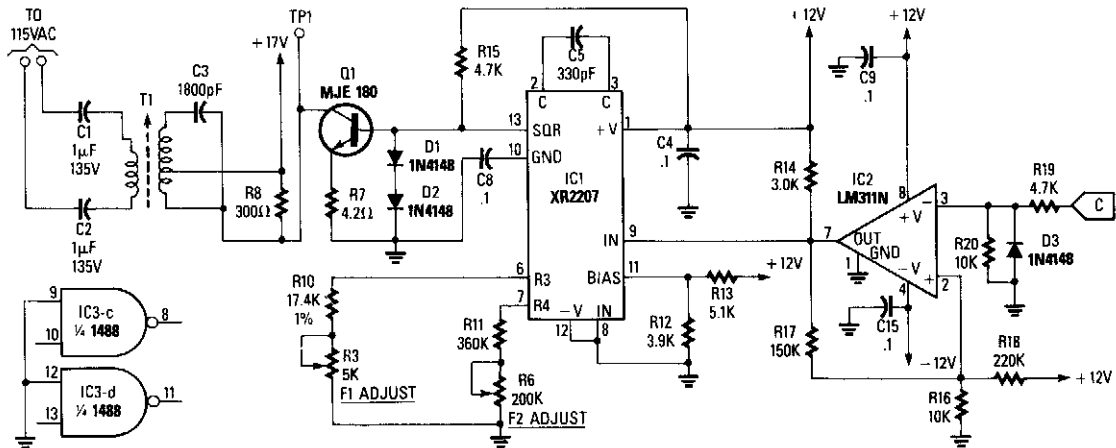 TO
115VAC
C1
1µF
135V
C2
1µF
135V
T1
C3
1800pF
+17V
R8
300Ω
TP1
Q1
MJE 180
R7
4.2Ω
D1
1N4148
D2
1N4148
C8
.1
R15
4.7K
C5
330pF
2
C
3
C
13
SQR
+V
1
10
GND
IC1
XR2207
IN
9
6
R3
BIAS
11
7
R4
-V
IN
12
8
C4
.1
R10
17.4K
1%
R3
5K
F1 ADJUST
R11
360K
R6
200K
F2 ADJUST
R12
3.9K
R13
5.1K
+12V
+12V
R14
3.0K
R17
150K
+12V
C9
.1
IC2
LM311N
8
+V
-
3
7
OUT
GND
1
-V
4
+
2
C15
.1
-12V
R20
10K
D3
1N4148
R19
4.7K
C
R18
220K
+12V
R16
10K
9
10
IC3-c
¼ 1488
8
12
13
IC3-d
¼ 1488
11